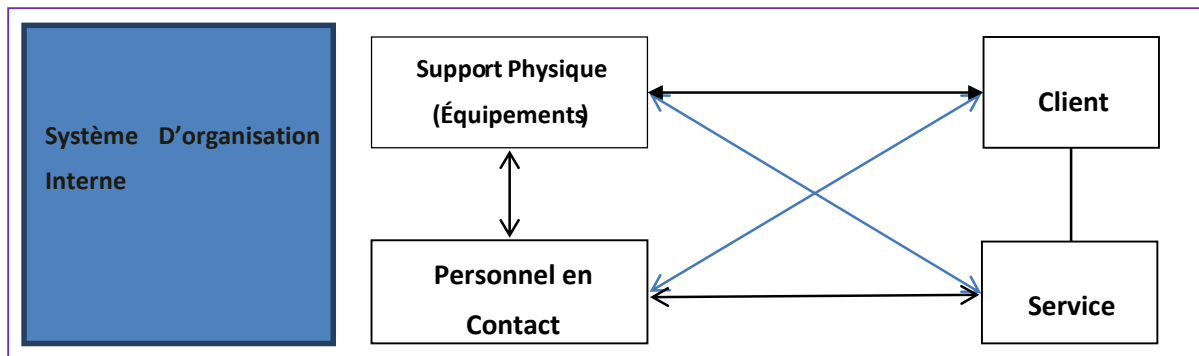 Système D’organisation
Interne
Support Physique
(Équipements)
Client
Personnel en
Contact
Service